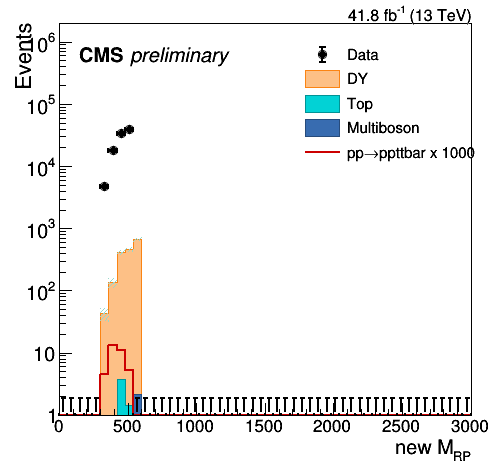 41.8 fb⁻¹ (13 TeV)
Events
CMS preliminary
Data
DY
Top
Multiboson
pp→ppttbar x 1000
10⁶
10⁵
10⁴
10³
10²
10
1
0 500 1000 1500 2000 2500 3000
new M_RP